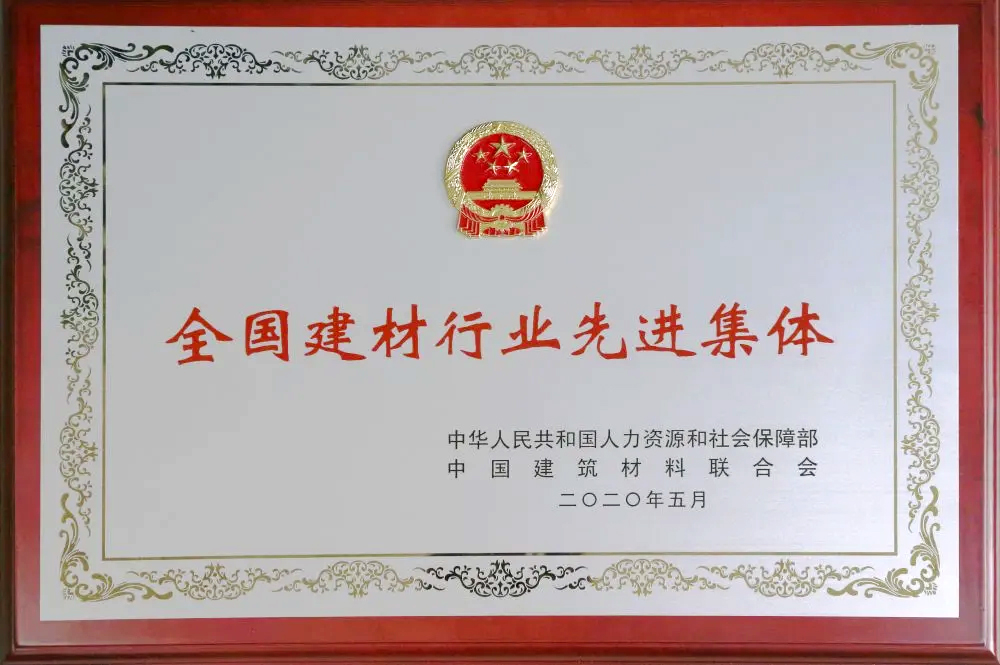 全国建材行业先进集体
中华人民共和国人力资源和社会保障部
中国建筑材料联合会
二〇二〇年五月